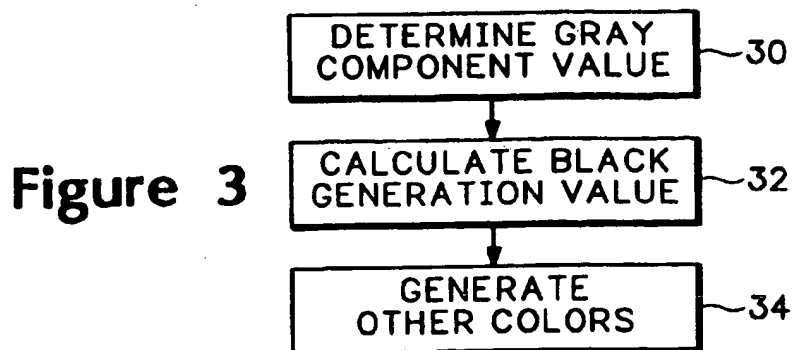 DETERMINE GRAY
COMPONENT VALUE
30
CALCULATE BLACK
GENERATION VALUE
32
Figure 3
GENERATE
OTHER COLORS
34